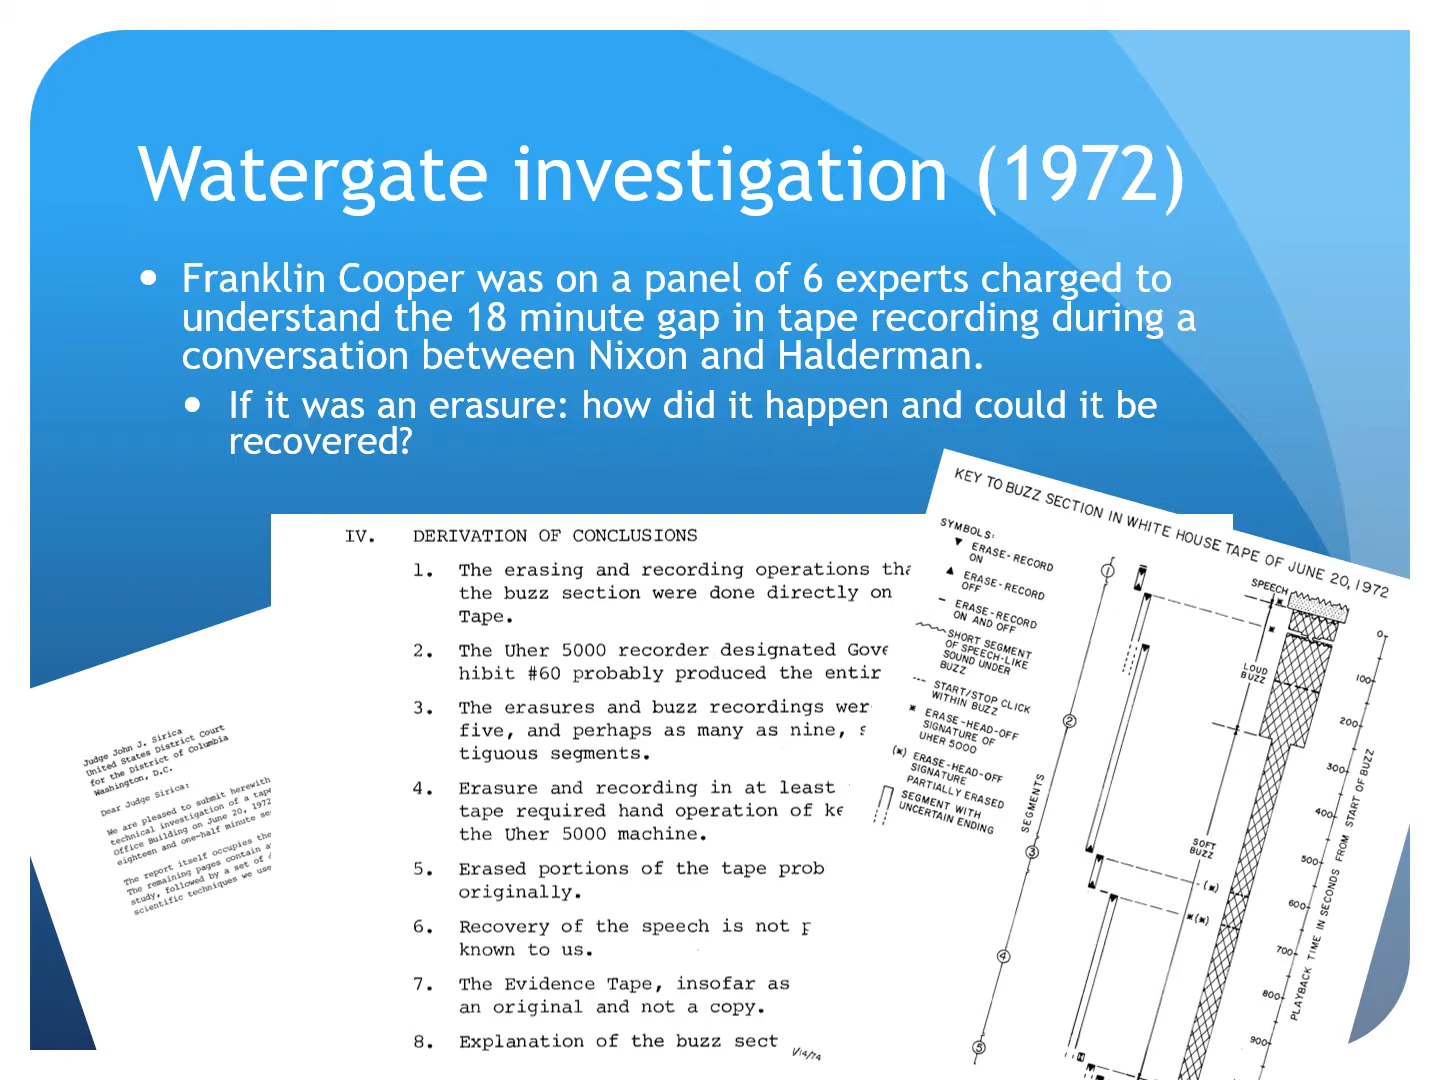 Watergate investigation (1972)
Franklin Cooper was on a panel of 6 experts charged to
understand the 18 minute gap in tape recording during a
conversation between Nixon and Halderman.
If it was an erasure: how did it happen and could it be
recovered?
Judge John J. Sirica
United States District Court
for the District of Columbia
Washington, D.C.
Dear Judge Sirica:
We are pleased to submit herewith
technical investigation of a tape
Office Building on June 20, 1972
eighteen and one-half minute se
The report itself occupies the
The remaining pages contain
study, followed by a set of
scientific techniques we use
IV. DERIVATION OF CONCLUSIONS
1. The erasing and recording operations tha
the buzz section were done directly on
Tape.
2. The Uher 5000 recorder designated Gove
hibit #60 probably produced the entir
3. The erasures and buzz recordings wer
five, and perhaps as many as nine, s
tiguous segments.
4. Erasure and recording in at least
tape required hand operation of ke
the Uher 5000 machine.
5. Erased portions of the tape prob
originally.
6. Recovery of the speech is not p
known to us.
7. The Evidence Tape, insofar as
an original and not a copy.
8. Explanation of the buzz sect
1/14/74
KEY TO BUZZ SECTION IN WHITE HOUSE TAPE OF JUNE 20, 1972
SYMBOLS:
▼ ERASE-RECORD
ON
▲ ERASE-RECORD
OFF
– ERASE-RECORD
ON AND OFF
SHORT SEGMENT
OF SPEECH-LIKE
SOUND UNDER
BUZZ
--- START/STOP CLICK
WITHIN BUZZ
* ERASE-HEAD-OFF
SIGNATURE OF
UHER 5000
(*) ERASE-HEAD-OFF
SIGNATURE
PARTIALLY ERASED
SEGMENT WITH
UNCERTAIN ENDING
SEGMENTS
1
2
3
4
5
SPEECH
*
*
LOUD
BUZZ
SOFT
BUZZ
(*)
*(*)
0
100
200
300
400
500
600
700
800
900
PLAYBACK TIME IN SECONDS FROM START OF BUZZ